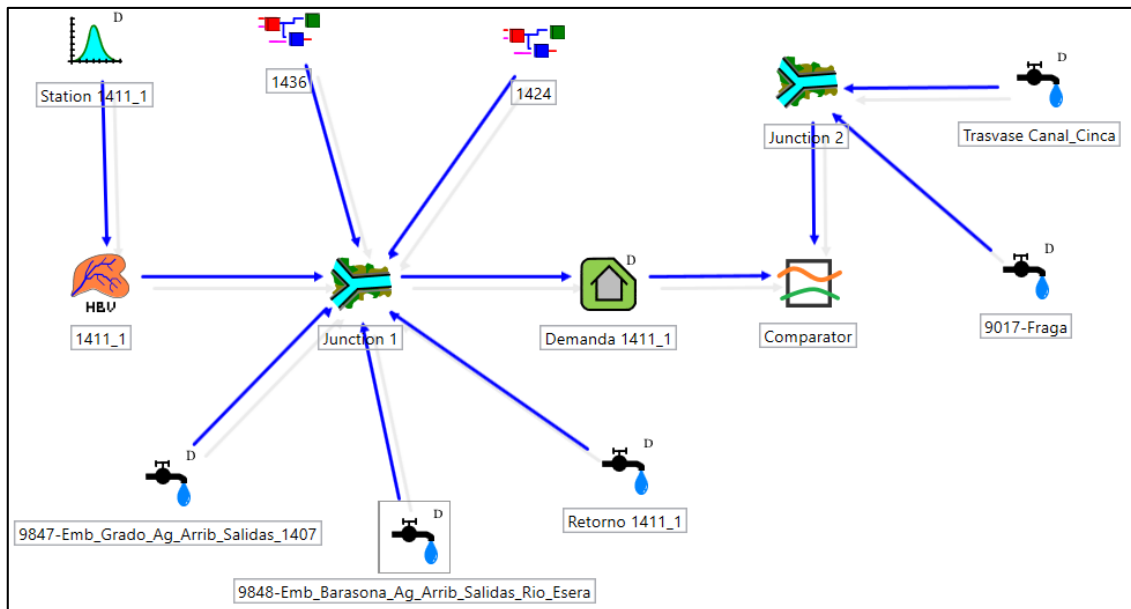 D
Station 1411_1
1436
1424
Junction 2
D
Trasvase Canal_Cinca
HBV
1411_1
Junction 1
D
Demanda 1411_1
Comparator
D
9017-Fraga
D
9847-Emb_Grado_Ag_Arrib_Salidas_1407
D
9848-Emb_Barasona_Ag_Arrib_Salidas_Rio_Esera
D
Retorno 1411_1